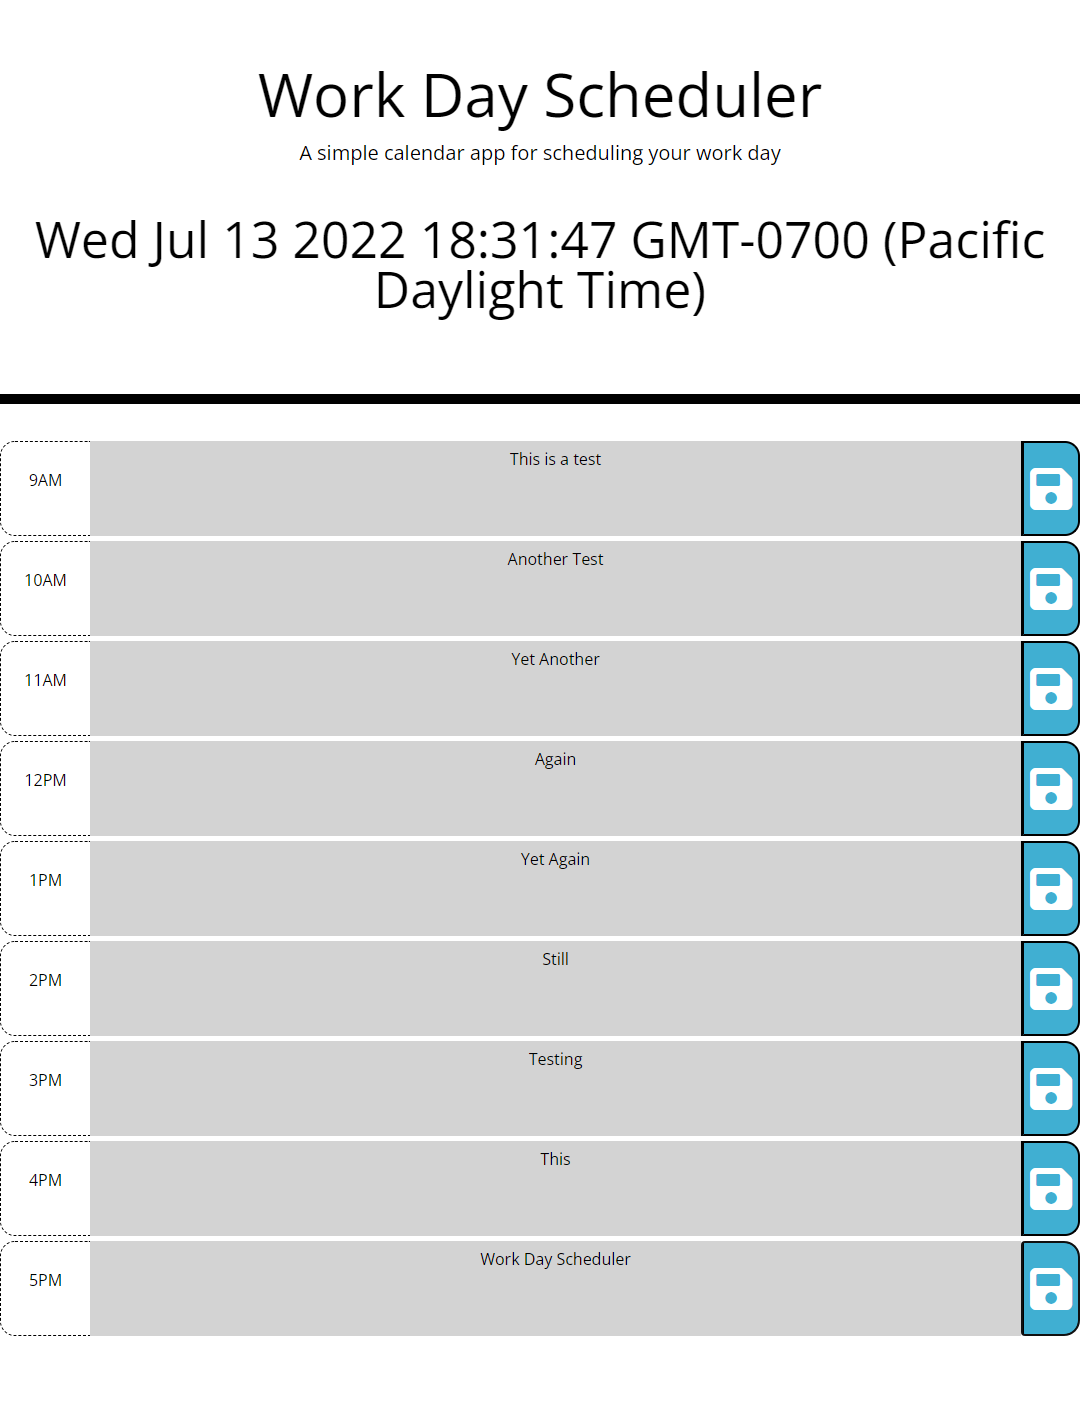 Work Day Scheduler
A simple calendar app for scheduling your work day
Wed Jul 13 2022 18:31:47 GMT-0700 (Pacific
Daylight Time)
9AM
This is a test
10AM
Another Test
11AM
Yet Another
12PM
Again
1PM
Yet Again
2PM
Still
3PM
Testing
4PM
This
5PM
Work Day Scheduler